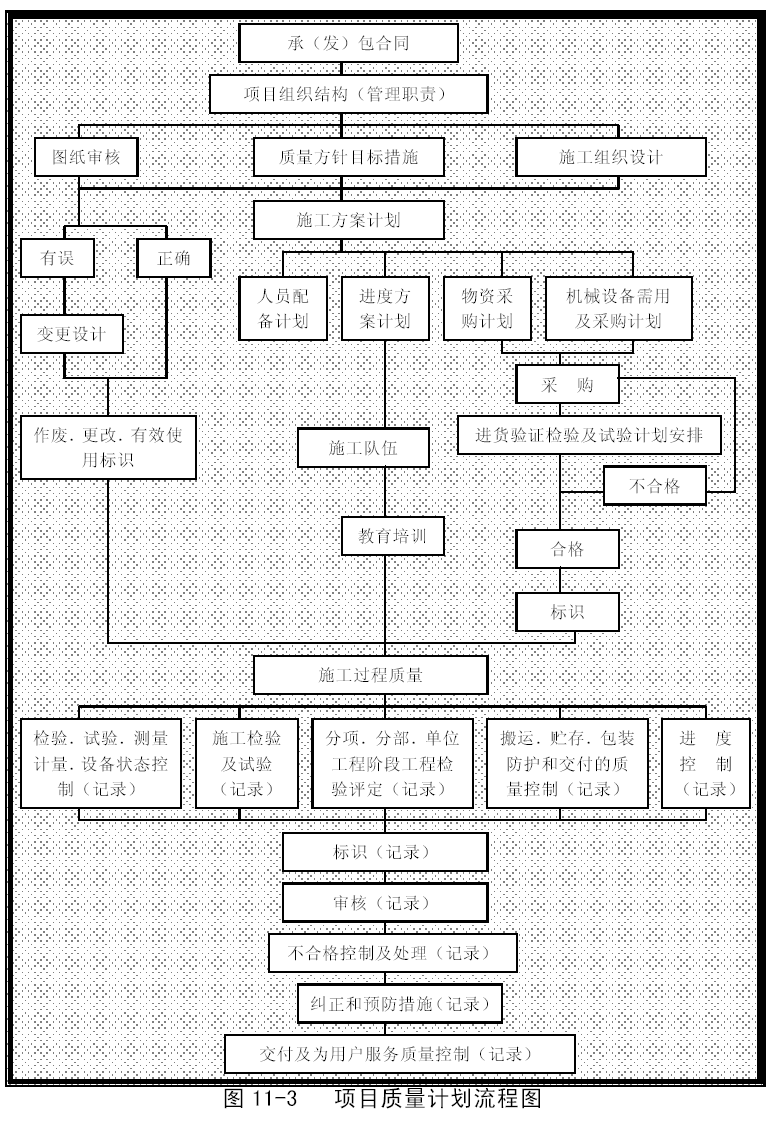 承（发）包合同
项目组织结构（管理职责）
图纸审核
质量方针目标措施
施工组织设计
施工方案计划
有误
正确
人员配
备计划
进度方
案计划
物资采
购计划
机械设备需用
及采购计划
变更设计
采 购
作废．更改．有效使
用标识
施工队伍
进货验证检验及试验计划安排
不合格
教育培训
合格
标识
施工过程质量
检验．试验．测量
计量．设备状态控
制（记录）
施工检验
及试验
（记录）
分项．分部．单位
工程阶段工程检
验评定（记录）
搬运．贮存．包装
防护和交付的质
量控制（记录）
进 度
控 制
（记录）
标识（记录）
审核（记录）
不合格控制及处理（记录）
纠正和预防措施（记录）
交付及为用户服务质量控制（记录）
图 11-3 项目质量计划流程图